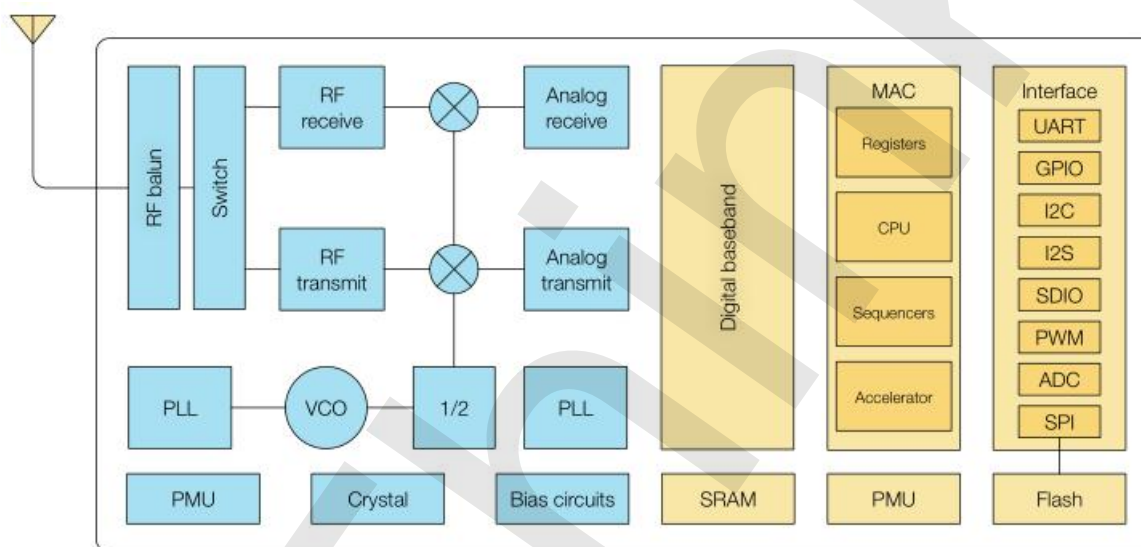 RF balun
Switch
RF
receive
Analog
receive
RF
transmit
Analog
transmit
PLL
VCO
1/2
PLL
PMU
Crystal
Bias circuits
Digital baseband
SRAM
MAC
Registers
CPU
Sequencers
Accelerator
PMU
Interface
UART
GPIO
I2C
I2S
SDIO
PWM
ADC
SPI
Flash